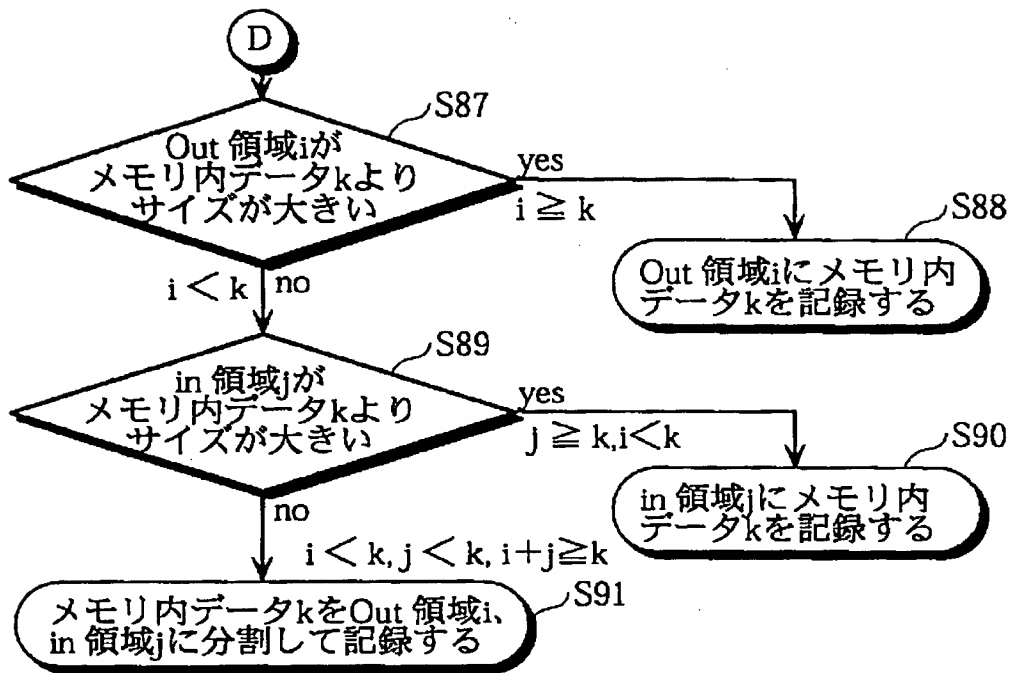 D
S87
Out 領域iが
メモリ内データkより
サイズが大きい
yes
i ≧ k
S88
Out 領域iにメモリ内
データkを記録する
i < k
no
S89
in 領域jが
メモリ内データkより
サイズが大きい
yes
j ≧ k,i<k
S90
in 領域jにメモリ内
データkを記録する
no
i < k, j < k, i+j≧k
S91
メモリ内データkをOut 領域i、
in 領域jに分割して記録する